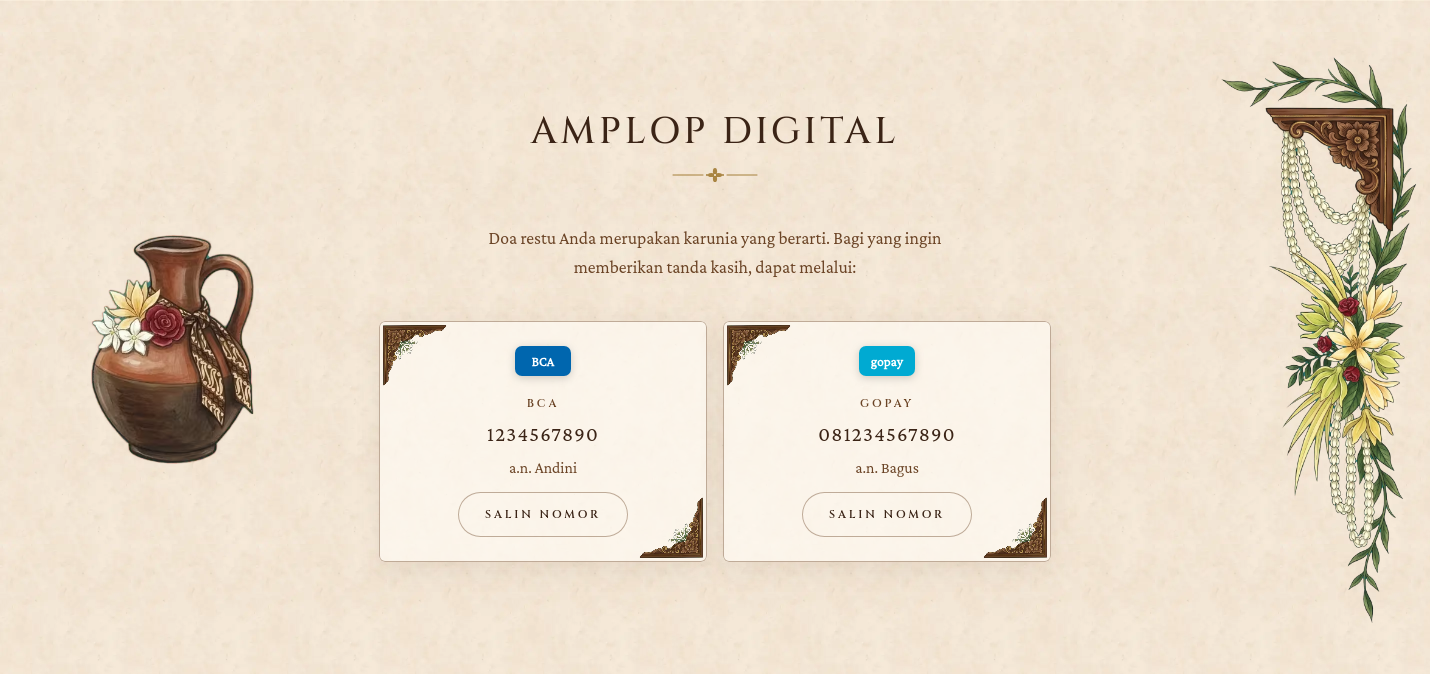 AMPLOP DIGITAL
Doa restu Anda merupakan karunia yang berarti. Bagi yang ingin
memberikan tanda kasih, dapat melalui:
BCA
BCA
1234567890
a.n. Andini
SALIN NOMOR
gopay
GOPAY
081234567890
a.n. Bagus
SALIN NOMOR